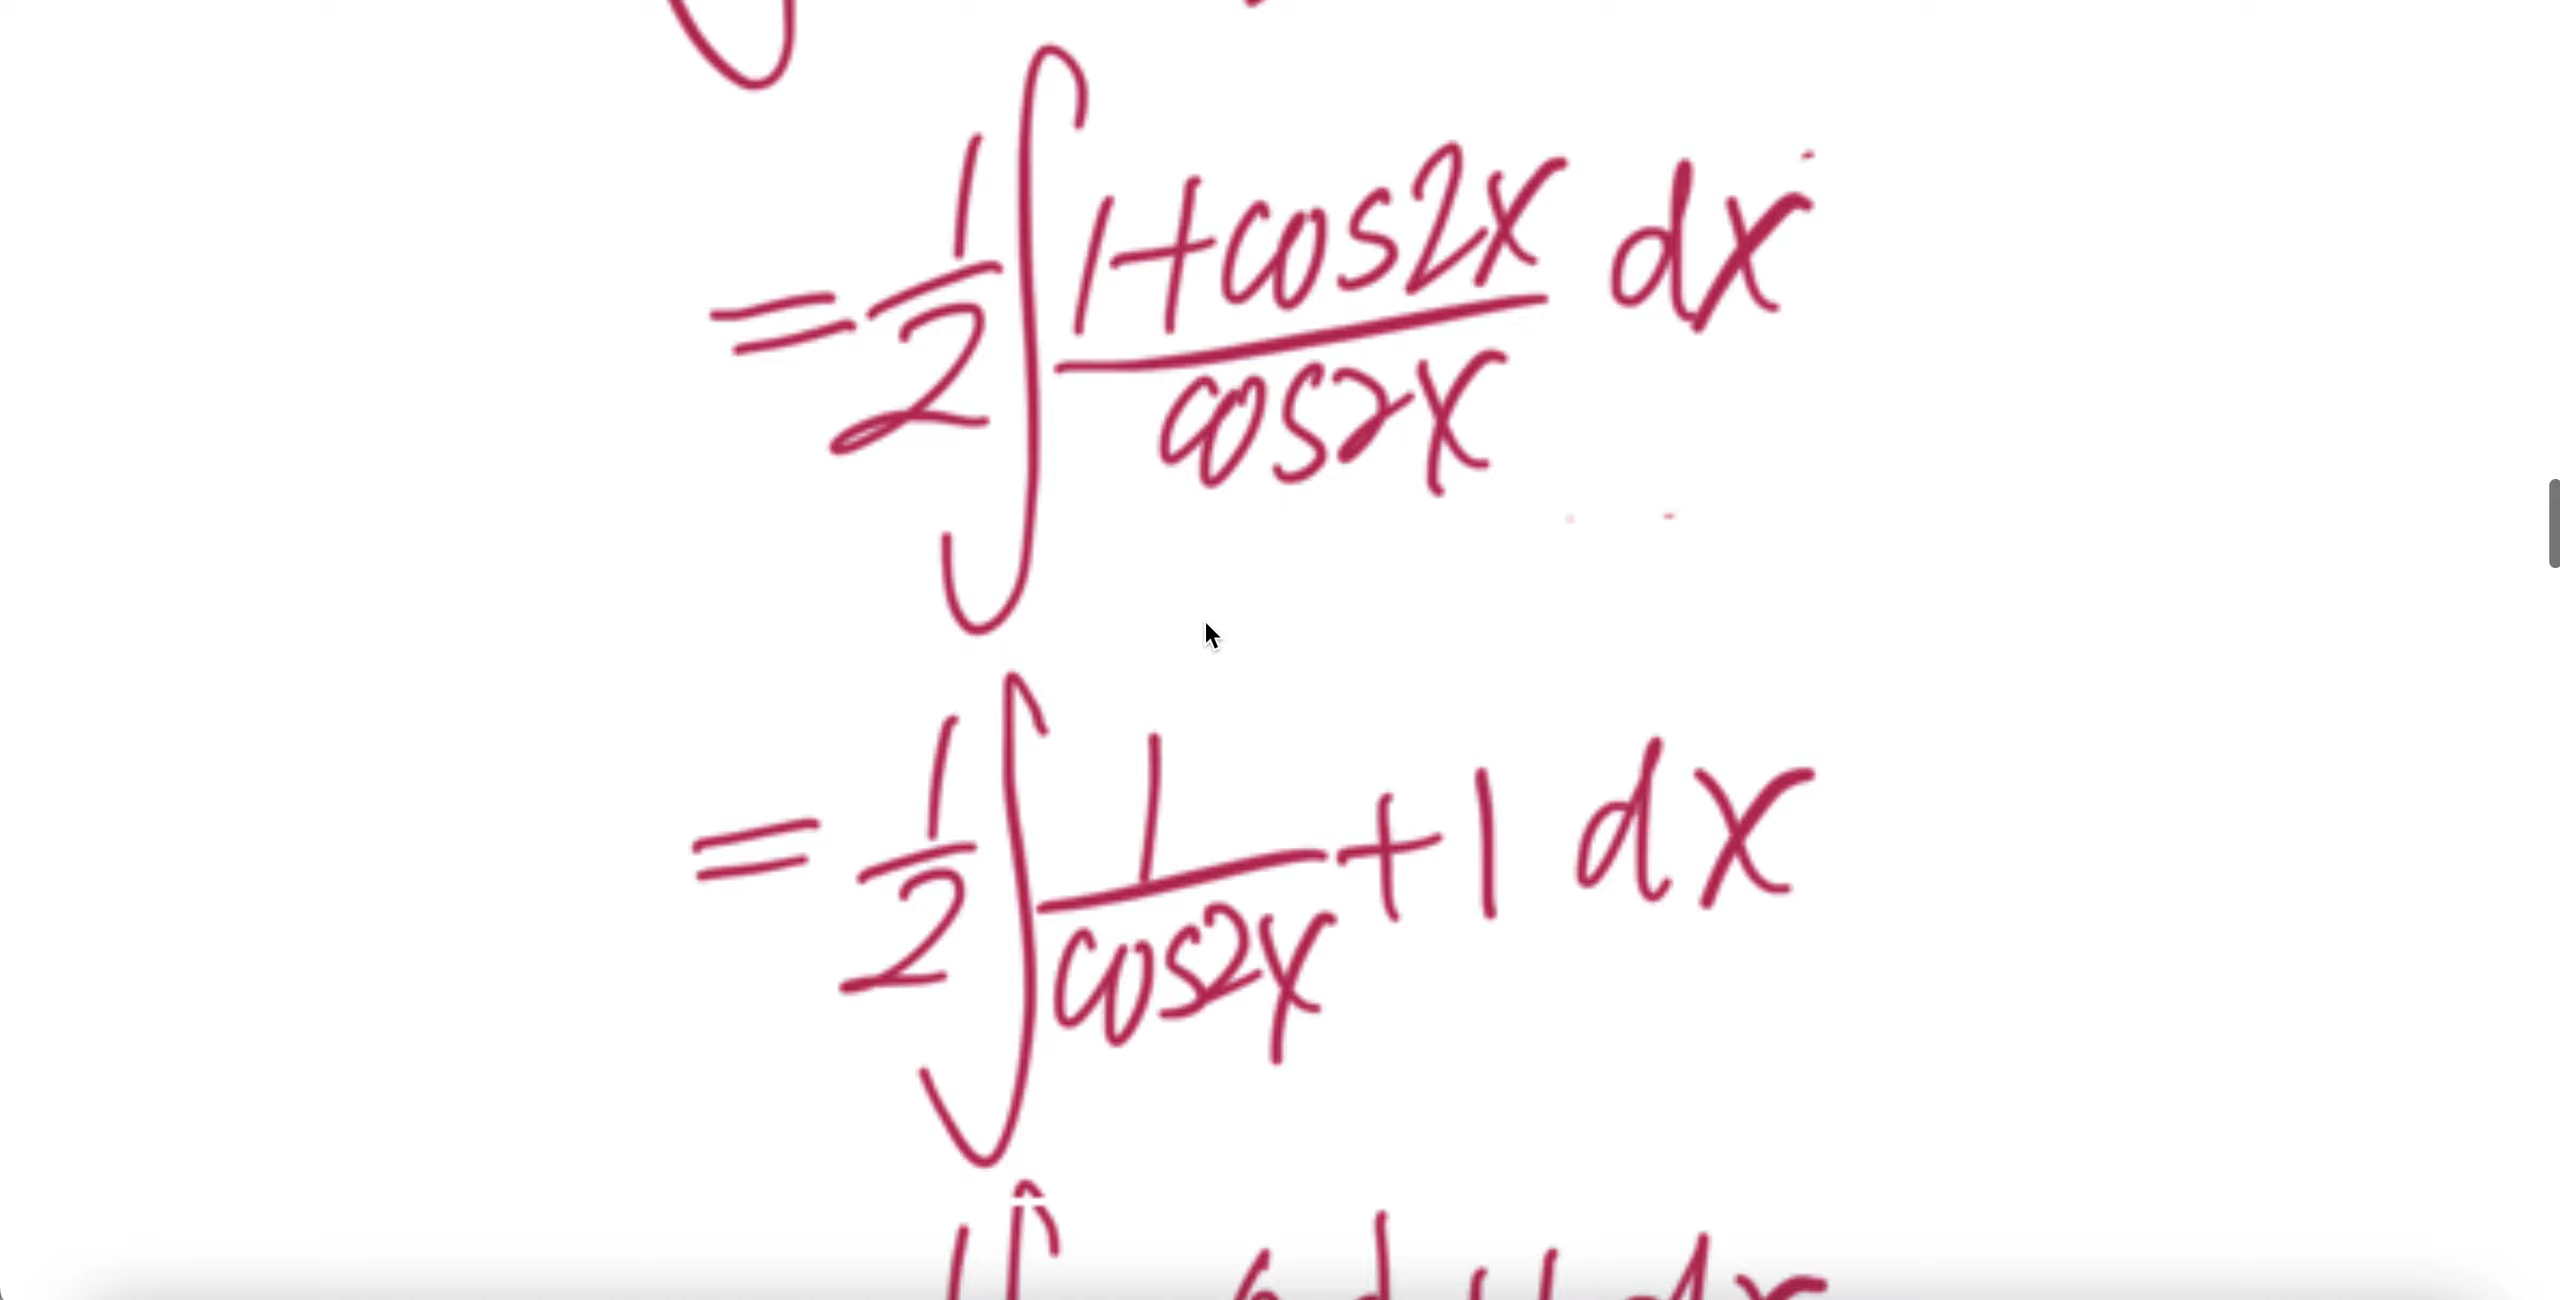 = 1/2 ∫ (1+cos2x)/(cos2x) dx
= 1/2 ∫ 1/(cos2x) +1 dx